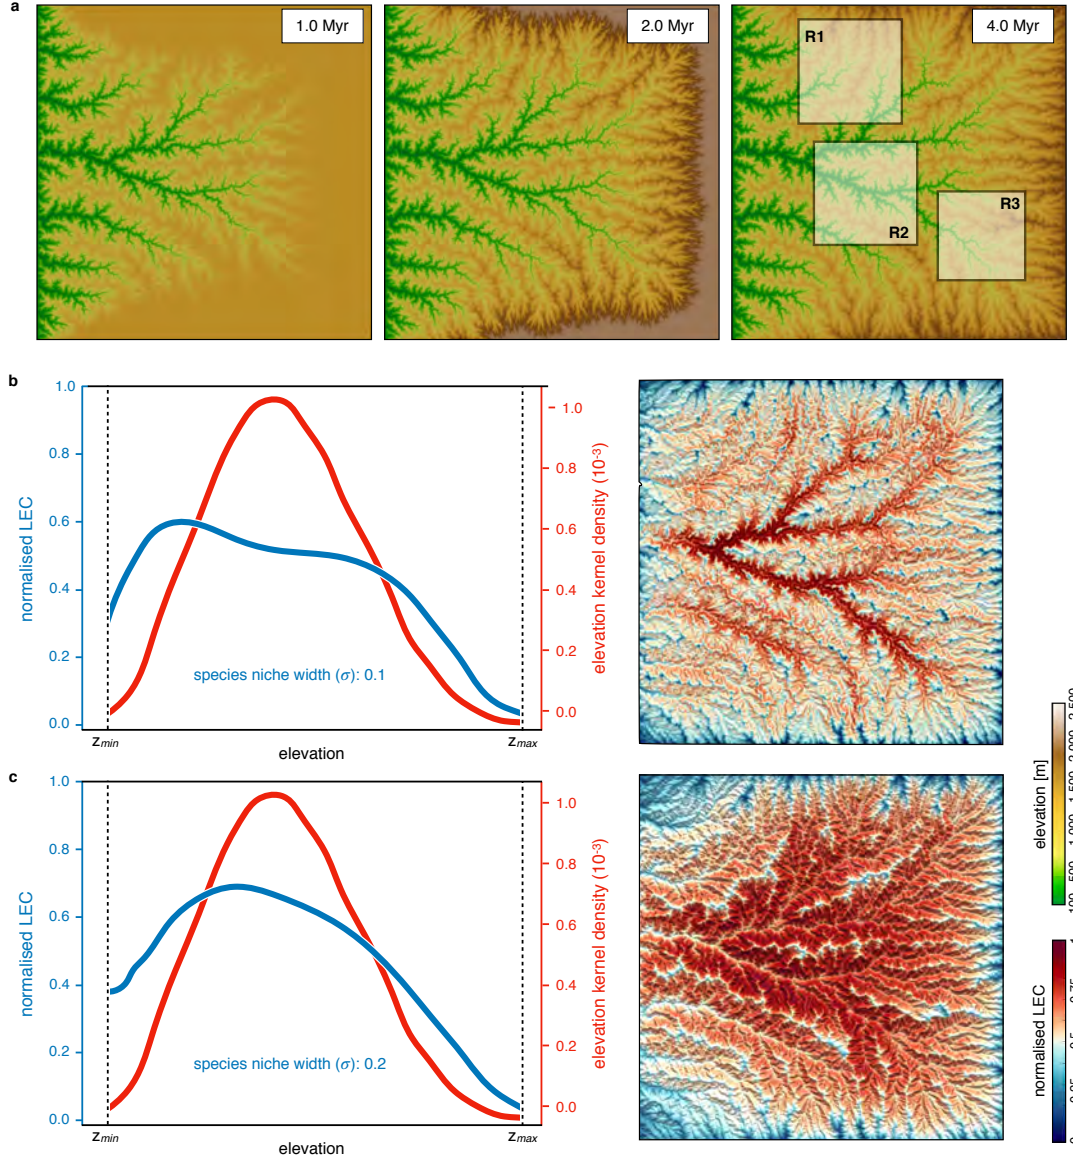 a
1.0 Myr
2.0 Myr
4.0 Myr
R1
R2
R3
b
1.0
0.8
0.6
0.4
0.2
0.0
normalised LEC
1.0
0.8
0.6
0.4
0.2
0.0
elevation kernel density (10-3)
species niche width (σ): 0.1
zmin
zmax
elevation
c
1.0
0.8
0.6
0.4
0.2
0.0
normalised LEC
1.0
0.8
0.6
0.4
0.2
0.0
elevation kernel density (10-3)
species niche width (σ): 0.2
zmin
zmax
elevation
elevation [m]
normalised LEC